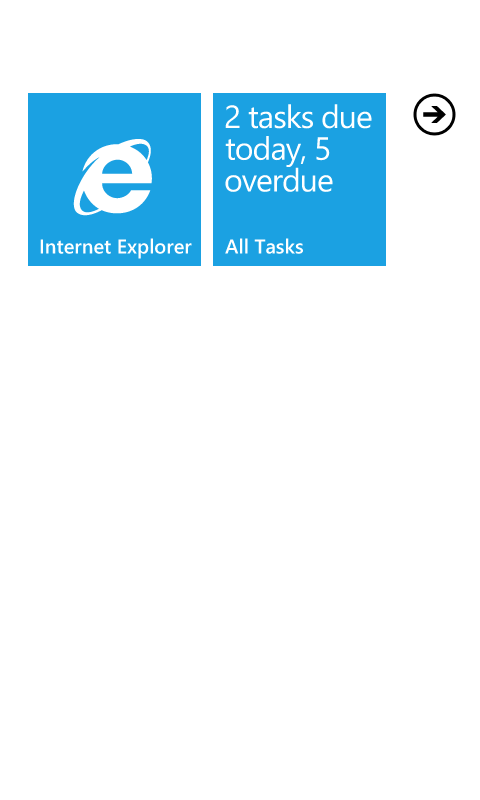 2 tasks due
today, 5
overdue
Internet Explorer
All Tasks